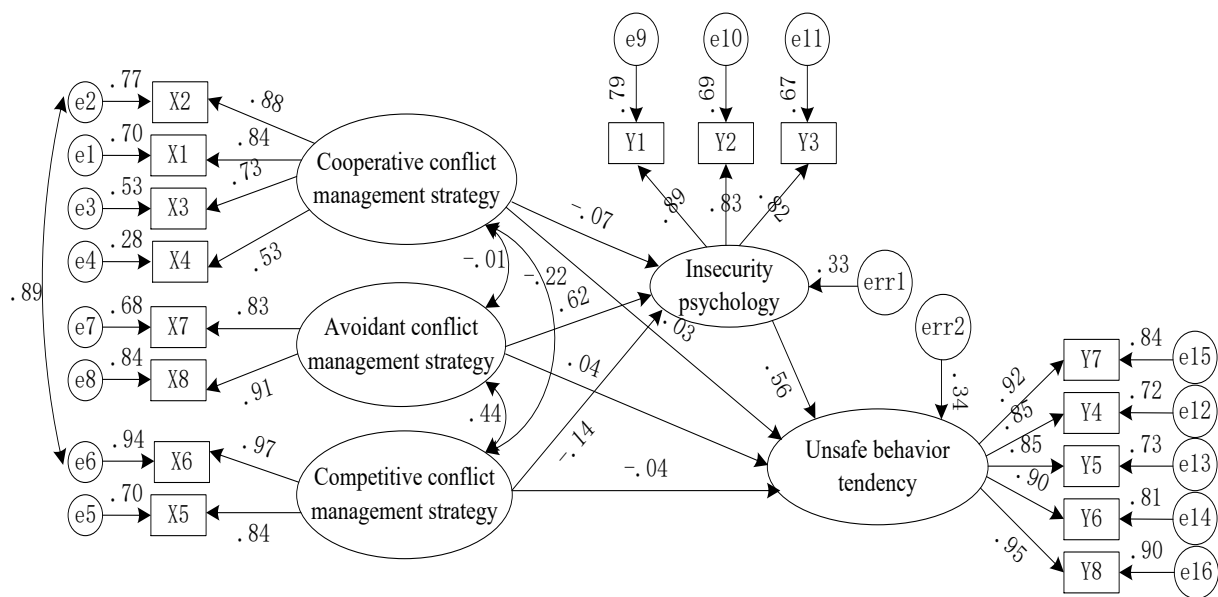 e9
e10
e11
.79
.69
.67
Y1
Y2
Y3
.89
.83
.82
e2
.77
X2
.88
e1
.70
X1
.84
e3
.53
X3
.73
e4
.28
X4
.53
.89
Cooperative conflict
management strategy
-.07
-.01
-.22
.62
.03
Insecurity
psychology
.33
err1
err2
.34
e7
.68
X7
.83
e8
.84
X8
.91
Avoidant conflict
management strategy
.04
.56
.44
-.14
-.04
e6
.94
X6
.97
e5
.70
X5
.84
Competitive conflict
management strategy
Unsafe behavior
tendency
.92
Y7
.84
e15
.85
Y4
.72
e12
.85
Y5
.73
e13
.90
Y6
.81
e14
.95
Y8
.90
e16